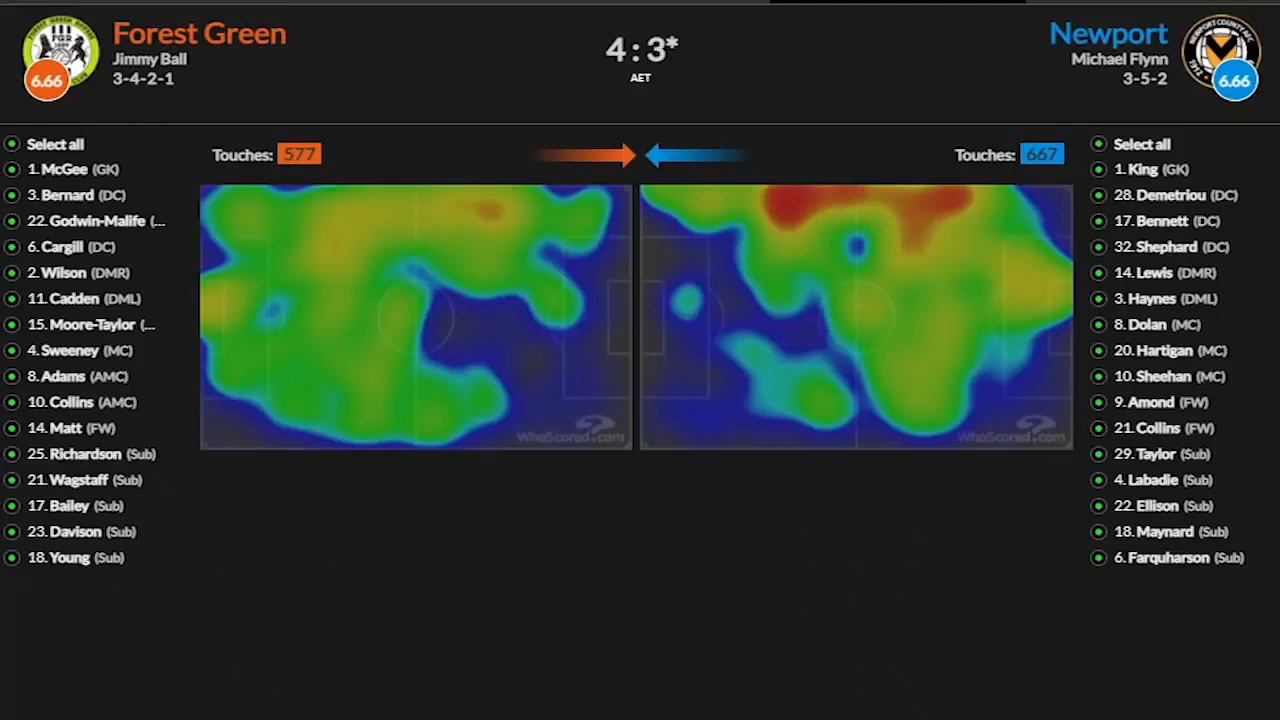 Forest Green
Jimmy Ball
3-4-2-1
6.66
4 : 3*
AET
Newport
Michael Flynn
3-5-2
6.66
Select all
1. McGee (GK)
3. Bernard (DC)
22. Godwin-Malife (...
6. Cargill (DC)
2. Wilson (DMR)
11. Cadden (DML)
15. Moore-Taylor (...
4. Sweeney (MC)
8. Adams (AMC)
10. Collins (AMC)
14. Matt (FW)
25. Richardson (Sub)
21. Wagstaff (Sub)
17. Bailey (Sub)
23. Davison (Sub)
18. Young (Sub)
Touches: 577
Touches: 667
WhoScored.com
WhoScored.com
Select all
1. King (GK)
28. Demetriou (DC)
17. Bennett (DC)
32. Shephard (DC)
14. Lewis (DMR)
3. Haynes (DML)
8. Dolan (MC)
20. Hartigan (MC)
10. Sheehan (MC)
9. Amond (FW)
21. Collins (FW)
29. Taylor (Sub)
4. Labadie (Sub)
22. Ellison (Sub)
18. Maynard (Sub)
6. Farquharson (Sub)